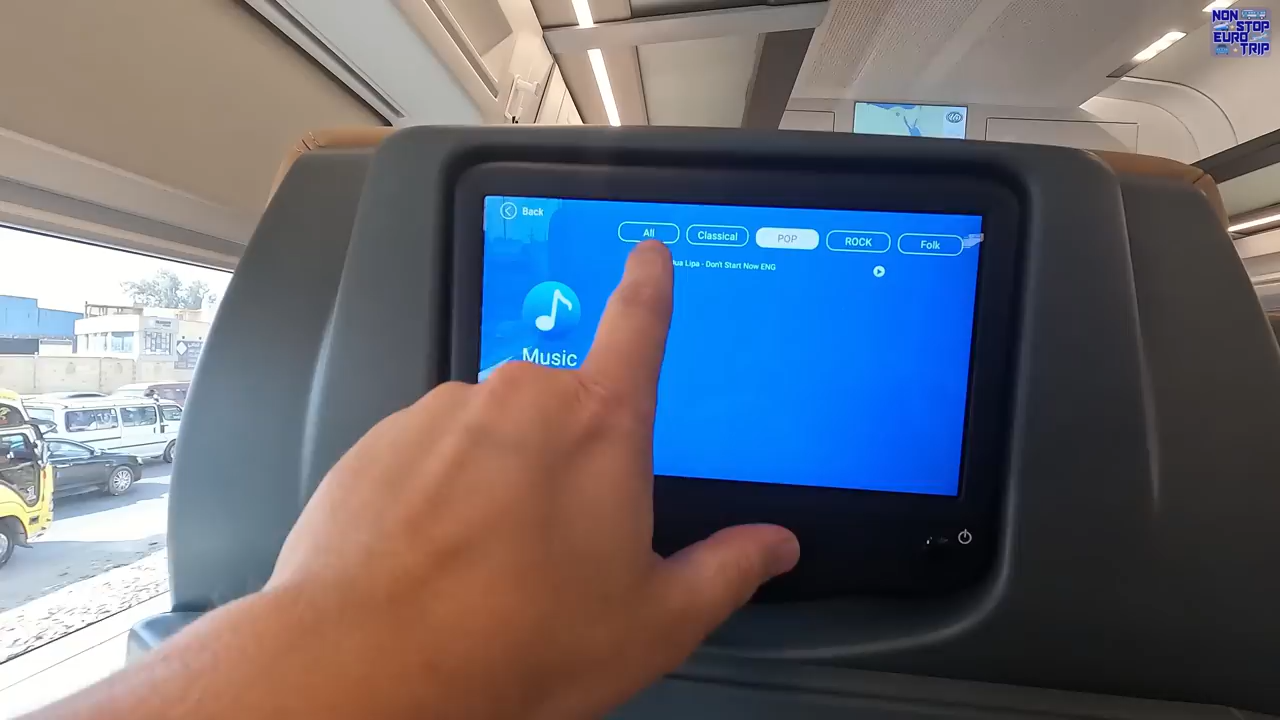 NON
STOP
EURO
TRIP
Back
All
Classical
POP
ROCK
Folk
ua Lipa - Don't Start Now ENG
Music